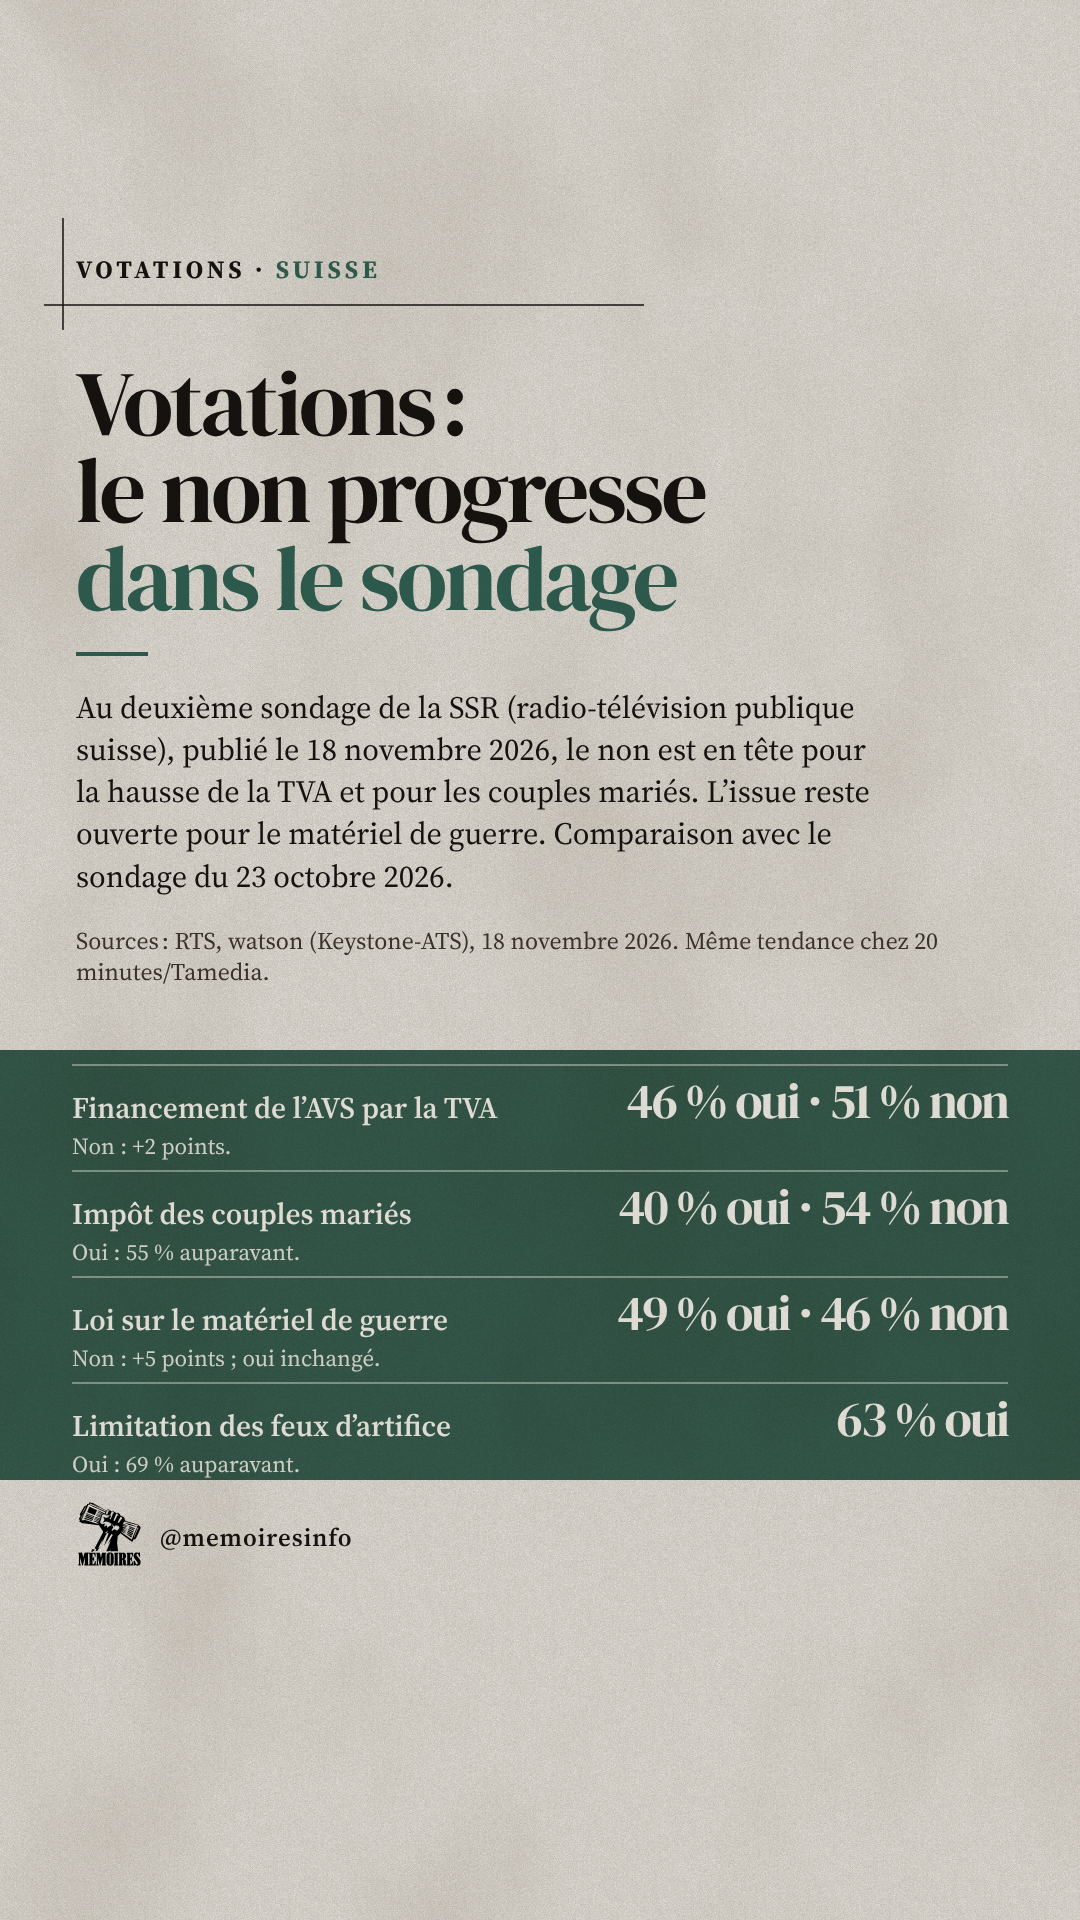 VOTATIONS · SUISSE
Votations :
le non progresse
dans le sondage
Au deuxième sondage de la SSR (radio-télévision publique
suisse), publié le 18 novembre 2026, le non est en tête pour
la hausse de la TVA et pour les couples mariés. L’issue reste
ouverte pour le matériel de guerre. Comparaison avec le
sondage du 23 octobre 2026.
Sources : RTS, watson (Keystone-ATS), 18 novembre 2026. Même tendance chez 20
minutes/Tamedia.
Financement de l’AVS par la TVA 46 % oui · 51 % non
Non : +2 points.
Impôt des couples mariés 40 % oui · 54 % non
Oui : 55 % auparavant.
Loi sur le matériel de guerre 49 % oui · 46 % non
Non : +5 points ; oui inchangé.
Limitation des feux d’artifice 63 % oui
Oui : 69 % auparavant.
MÉMOIRES @memoiresinfo